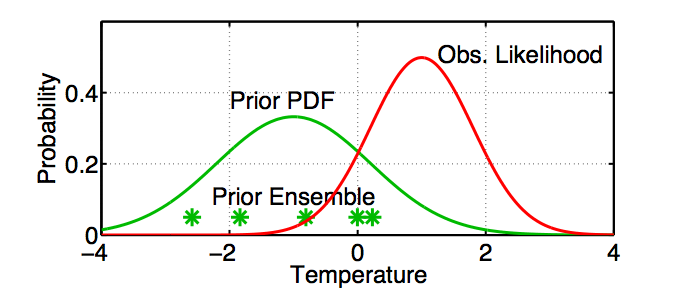 Obs. Likelihood
Prior PDF
Prior Ensemble
Probability
0.4
0.2
0
−4
−2
0
2
4
Temperature